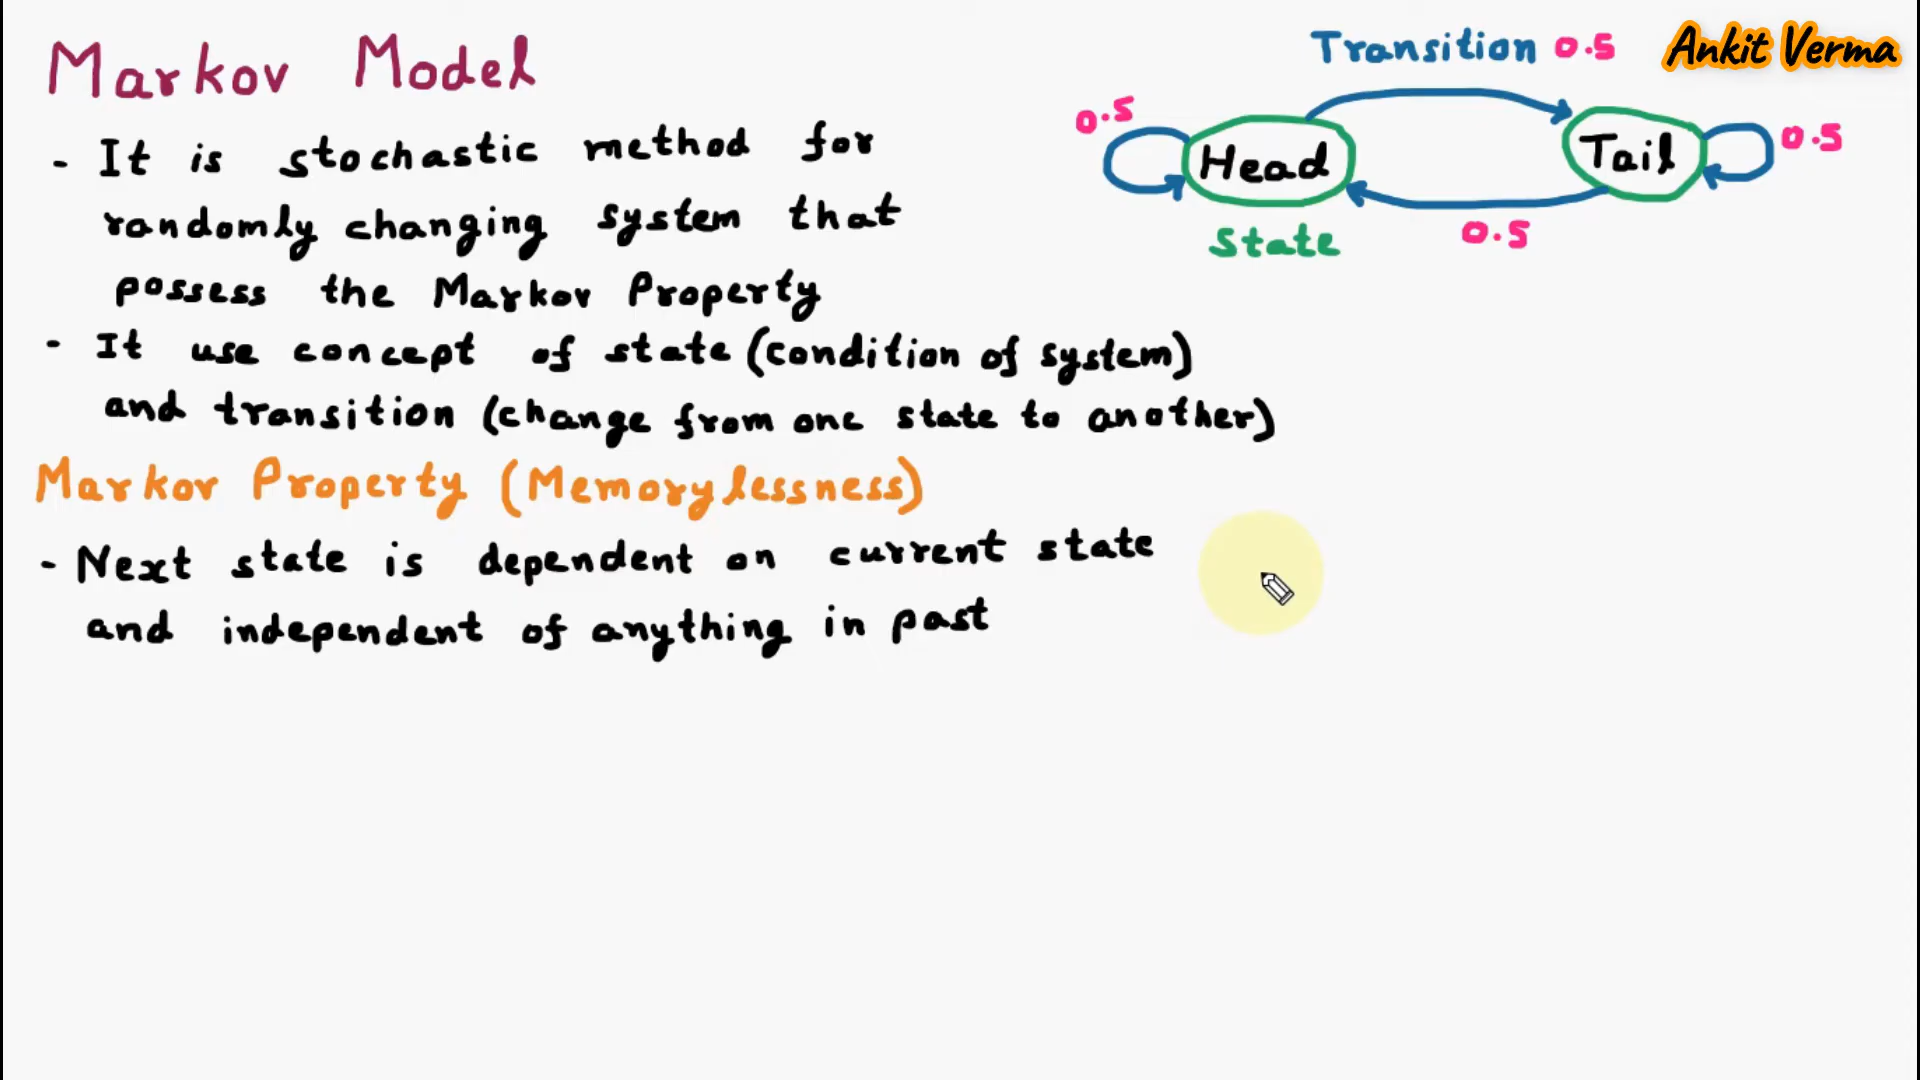 Markov Model
- It is stochastic method for
randomly changing system that
possess the Markov Property
- It use concept of state (condition of system)
and transition (change from one state to another)
Markov Property (Memorylessness)
- Next state is dependent on current state
and independent of anything in past
Transition 0.5
Ankit Verma
0.5
Head
Tail
0.5
State
0.5